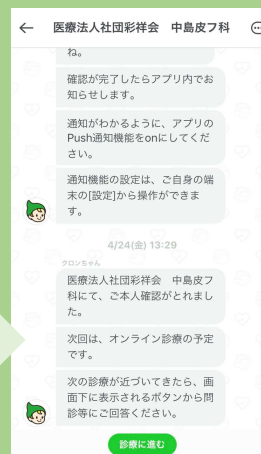 医療法人社団彩祥会 中島皮フ科
ね。
確認が完了したらアプリ内でお
知らせします。
通知がわかるように、アプリの
Push通知機能をonにしてくだ
さい。
通知機能の設定は、ご自身の端
末の[設定]から操作ができま
す。
4/24(金) 13:29
クロンちゃん
医療法人社団彩祥会 中島皮フ
科にて、ご本人確認がとれまし
た。
次回は、オンライン診療の予定
です。
次の診療が近づいてきたら、画
面下に表示されるボタンから問
診等にご回答ください。
診療に進む